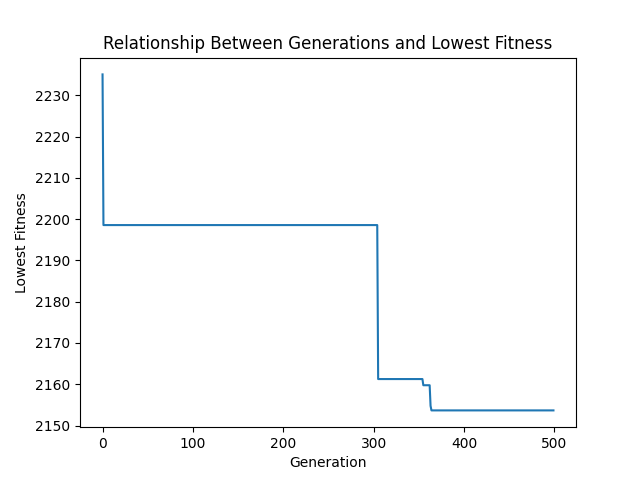 Relationship Between Generations and Lowest Fitness
2230
2220
2210
2200
2190
2180
2170
2160
2150
Lowest Fitness
0 100 200 300 400 500
Generation